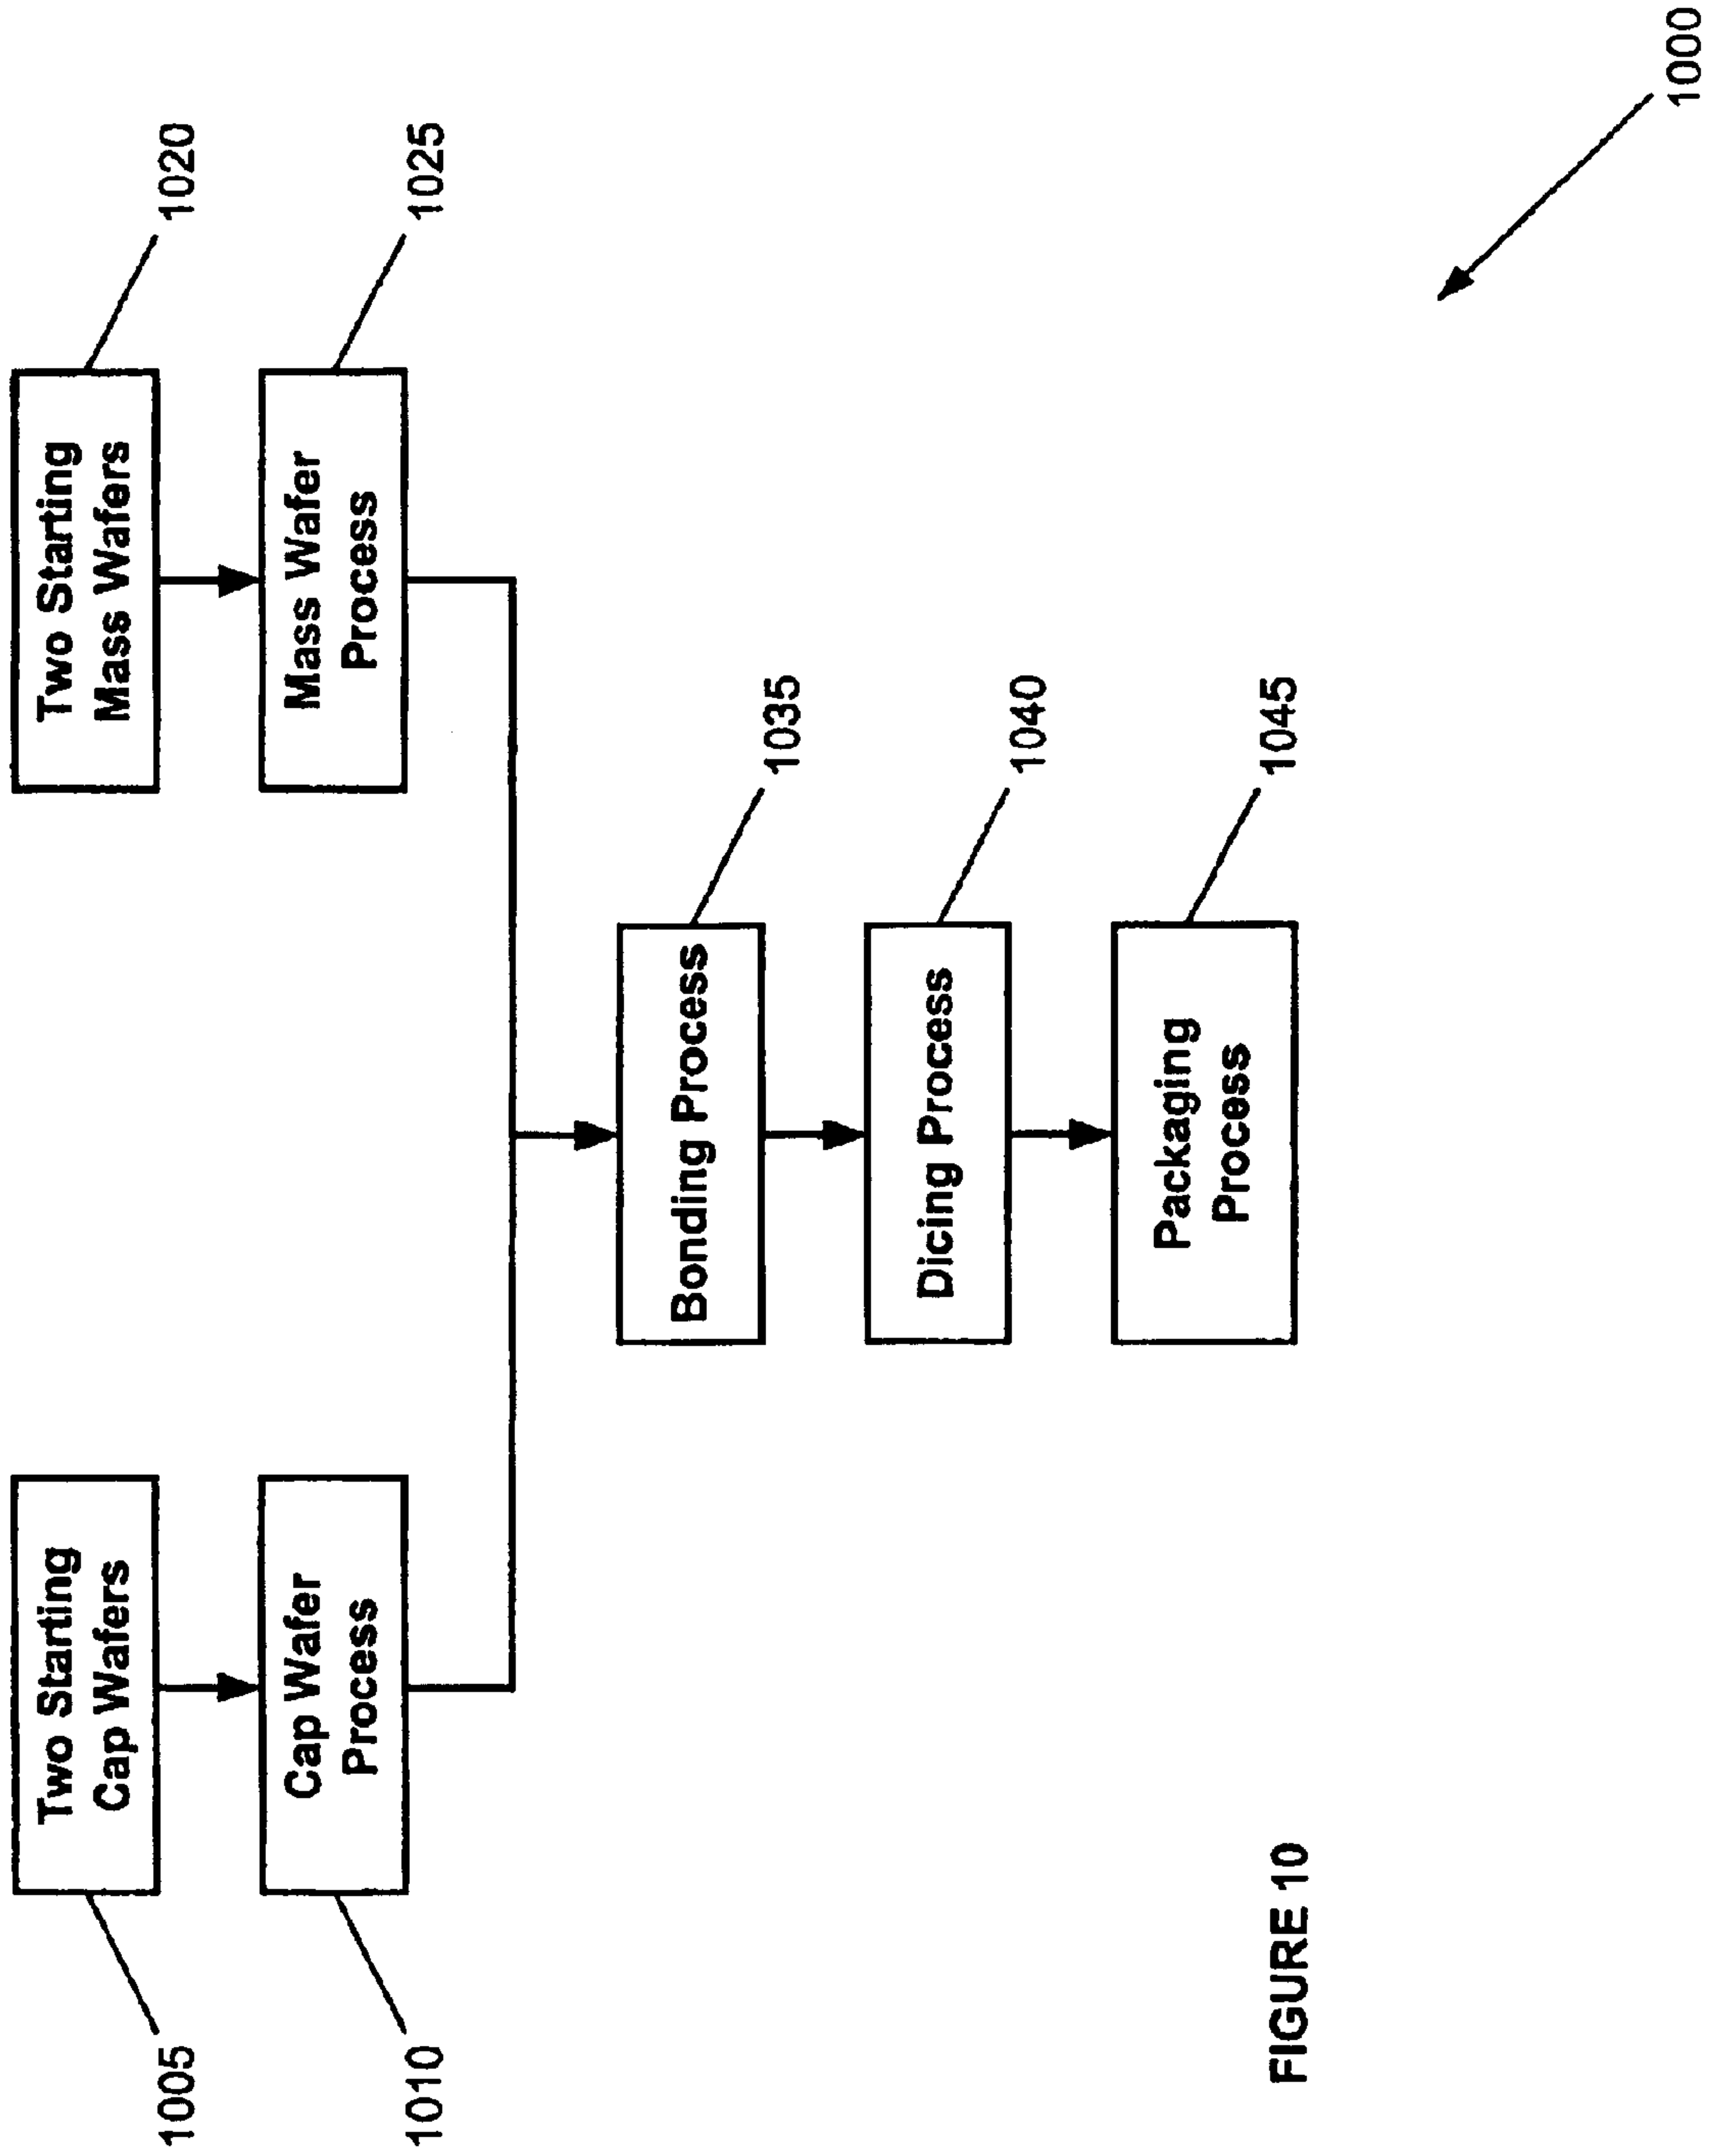 Two Starting
Cap Wafers
1005
Two Starting
Mass Wafers
1020
Cap Wafer
Process
1010
Mass Wafer
Process
1025
Bonding Process
1035
Dicing Process
1040
Packaging
Process
1045
FIGURE 10
1000